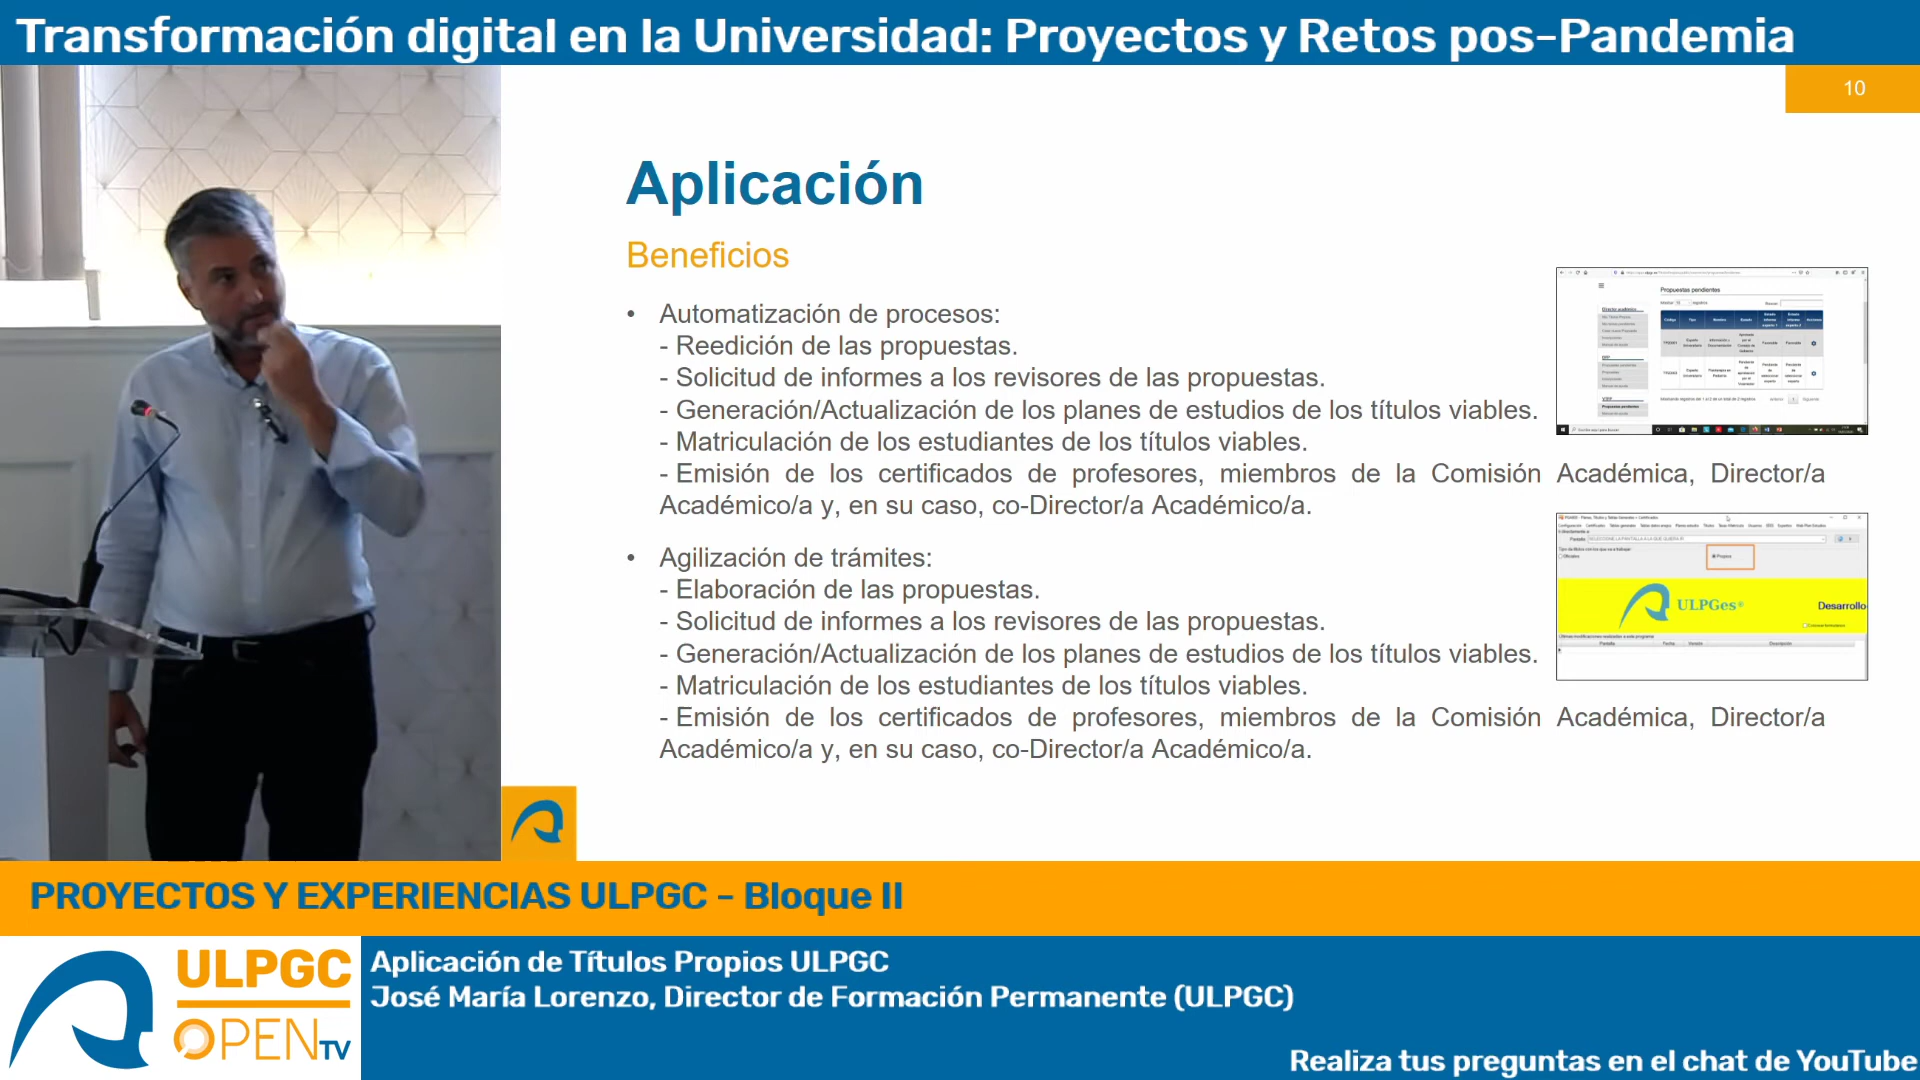 Transformación digital en la Universidad: Proyectos y Retos pos-Pandemia
10
Aplicación
Beneficios
• Automatización de procesos:
- Reedición de las propuestas.
- Solicitud de informes a los revisores de las propuestas.
- Generación/Actualización de los planes de estudios de los títulos viables.
- Matriculación de los estudiantes de los títulos viables.
- Emisión de los certificados de profesores, miembros de la Comisión Académica, Director/a
Académico/a y, en su caso, co-Director/a Académico/a.
• Agilización de trámites:
- Elaboración de las propuestas.
- Solicitud de informes a los revisores de las propuestas.
- Generación/Actualización de los planes de estudios de los títulos viables.
- Matriculación de los estudiantes de los títulos viables.
- Emisión de los certificados de profesores, miembros de la Comisión Académica, Director/a
Académico/a y, en su caso, co-Director/a Académico/a.
Propuestas pendientes
ULPGes®
Desarrollo
PROYECTOS Y EXPERIENCIAS ULPGC - Bloque II
ULPGC
OPENTV
Aplicación de Títulos Propios ULPGC
José María Lorenzo, Director de Formación Permanente (ULPGC)
Realiza tus preguntas en el chat de YouTube